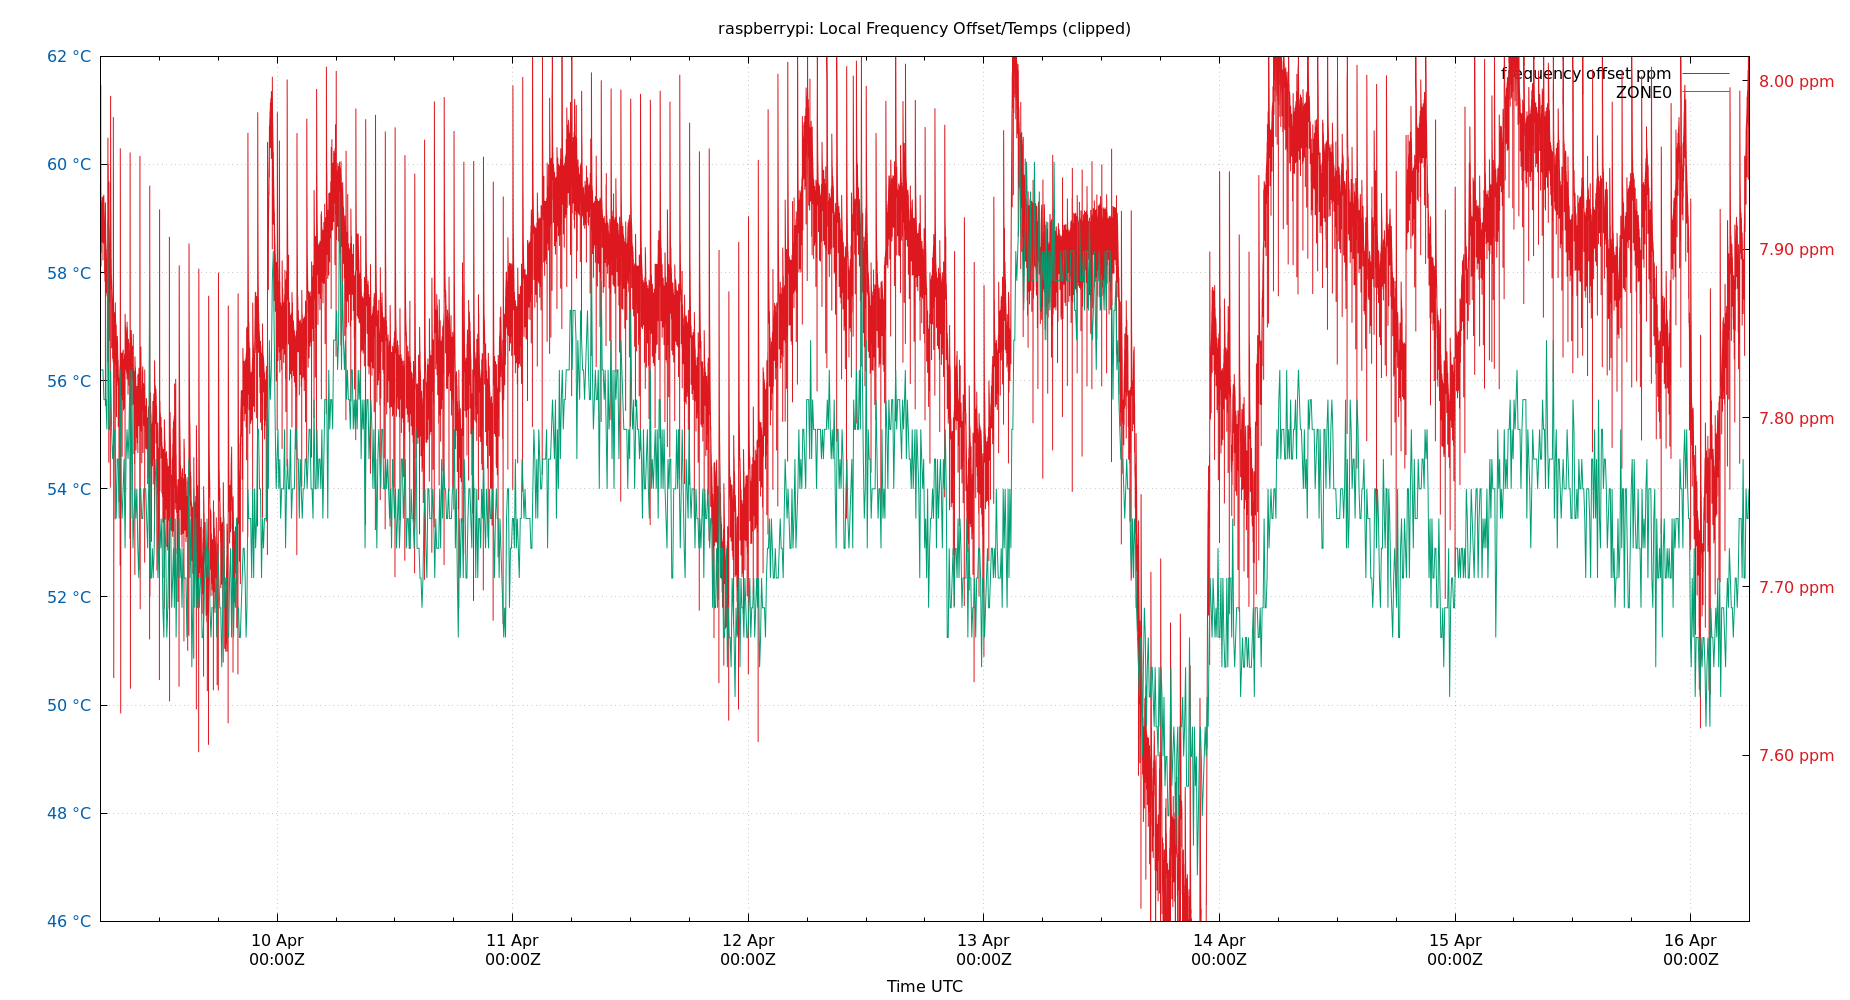 raspberrypi: Local Frequency Offset/Temps (clipped)
62 °C
60 °C
58 °C
56 °C
54 °C
52 °C
50 °C
48 °C
46 °C
frequency offset ppm
ZONE0
8.00 ppm
7.90 ppm
7.80 ppm
7.70 ppm
7.60 ppm
10 Apr
00:00Z
11 Apr
00:00Z
12 Apr
00:00Z
13 Apr
00:00Z
14 Apr
00:00Z
15 Apr
00:00Z
16 Apr
00:00Z
Time UTC